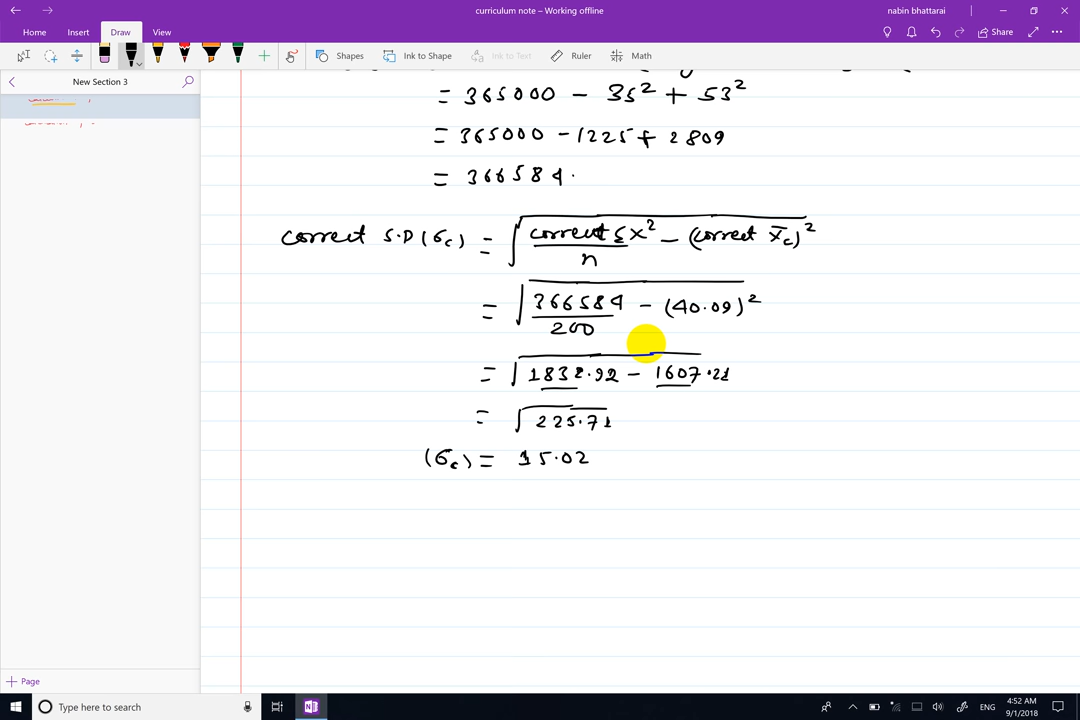 curriculum note – Working offline
nabin bhattarai
Home Insert Draw View
Share
Shapes Ink to Shape Ink to Text Ruler Math
New Section 3
= 365000 − 35² + 53²
= 365000 − 1225 + 2809
= 366584.
correct S.D (σc) = √ correct Σx² / n − (correct x̄c)²
= √ 366584 / 200 − (40.09)²
= √ 1832.92 − 1607.21
= √ 225.71
(σc) = 15.02
Page
Type here to search
ENG
4:52 AM
9/1/2018